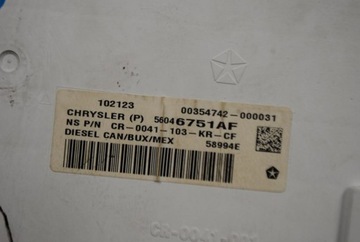 102123 00354742-000031
CHRYSLER (P) 56046751AF
NS P/N CR-0041-103-KR-CF
DIESEL CAN/BUX/MEX 58994E